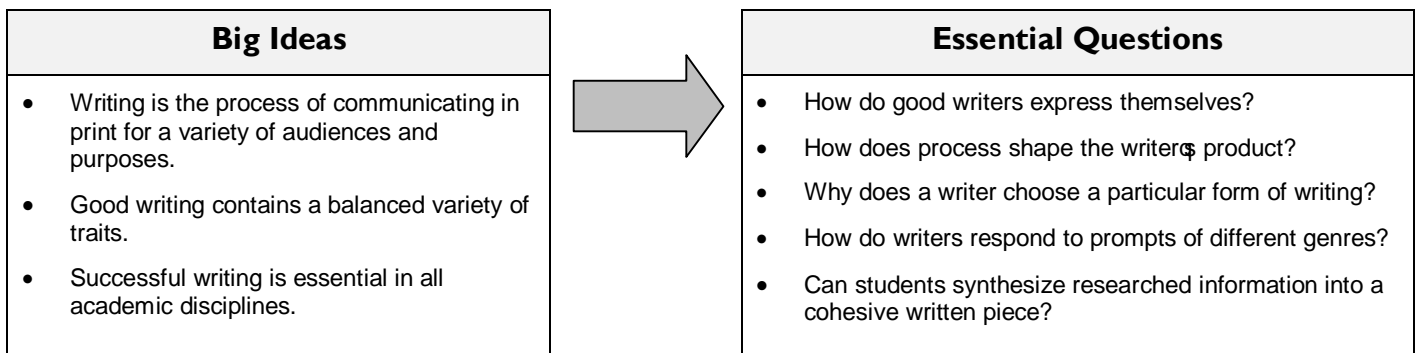 Big Ideas
• Writing is the process of communicating in
print for a variety of audiences and
purposes.
• Good writing contains a balanced variety of
traits.
• Successful writing is essential in all
academic disciplines.
Essential Questions
• How do good writers express themselves?
• How does process shape the product?
• Why does a writer choose a particular form of writing?
• How do writers respond to prompts of different genres?
• Can students synthesize researched information into a
cohesive written piece?